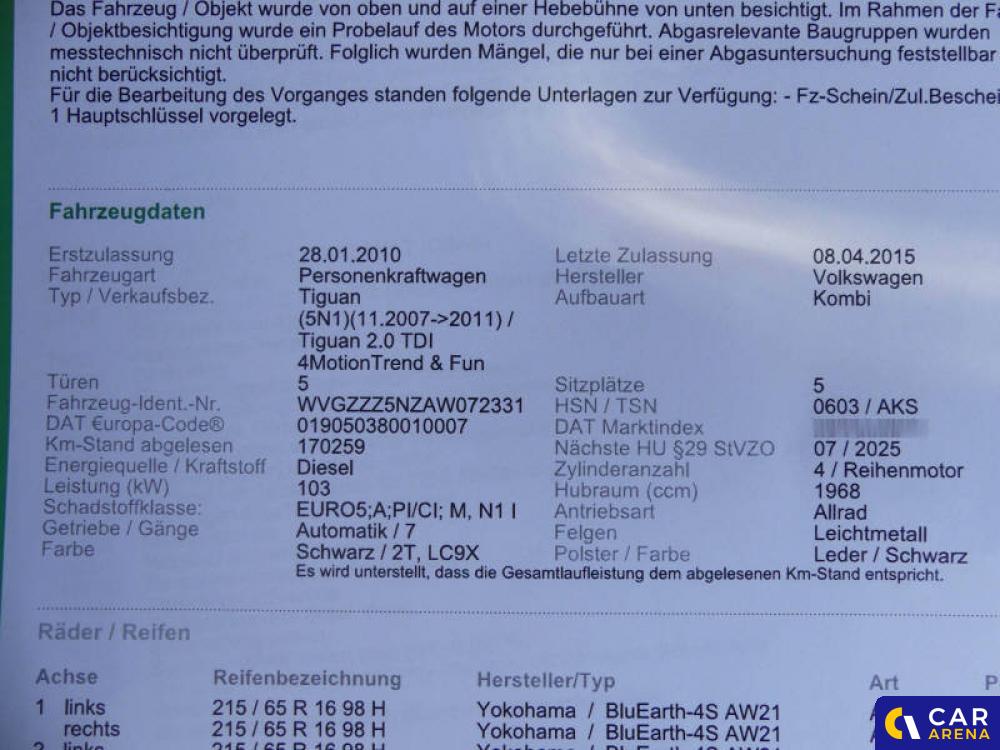 Das Fahrzeug / Objekt wurde von oben und auf einer Hebebühne von unten besichtigt. Im Rahmen der
/ Objektbesichtigung wurde ein Probelauf des Motors durchgeführt. Abgasrelevante Baugruppen wurden
messtechnisch nicht überprüft. Folglich wurden Mängel, die nur bei einer Abgasuntersuchung feststellbar
nicht berücksichtigt.
Für die Bearbeitung des Vorganges standen folgende Unterlagen zur Verfügung: - Fz-Schein/Zul.Beschei
1 Hauptschlüssel vorgelegt.
Fahrzeugdaten
Erstzulassung 28.01.2010 Letzte Zulassung 08.04.2015
Fahrzeugart Personenkraftwagen Hersteller Volkswagen
Typ / Verkaufsbez. Tiguan Aufbauart Kombi
(5N1)(11.2007->2011) /
Tiguan 2.0 TDI
4MotionTrend & Fun
Türen 5 Sitzplätze 5
Fahrzeug-Ident.-Nr. WVGZZZ5NZAW072331 HSN / TSN 0603 / AKS
DAT €uropa-Code® 019050380010007 DAT Marktindex
Km-Stand abgelesen 170259 Nächste HU §29 StVZO 07 / 2025
Energiequelle / Kraftstoff Diesel Zylinderanzahl 4 / Reihenmotor
Leistung (kW) 103 Hubraum (ccm) 1968
Schadstoffklasse: EURO5;A;PI/CI; M, N1 I Antriebsart Allrad
Getriebe / Gänge Automatik / 7 Felgen Leichtmetall
Farbe Schwarz / 2T, LC9X Polster / Farbe Leder / Schwarz
Es wird unterstellt, dass die Gesamtlaufleistung dem abgelesenen Km-Stand entspricht.
Räder / Reifen
Achse Reifenbezeichnung Hersteller/Typ Art P
1 links 215 / 65 R 16 98 H Yokohama / BluEarth-4S AW21
rechts 215 / 65 R 16 98 H Yokohama / BluEarth-4S AW21
2 links 215 / 65 R 16 98 H
CAR
ARENA